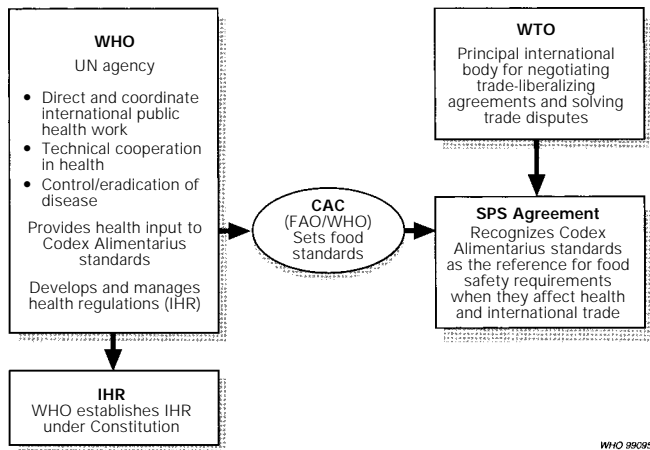 WHO
UN agency
• Direct and coordinate
international public
health work
• Technical cooperation
in health
• Control/eradication of
disease
Provides health input to
Codex Alimentarius
standards
Develops and manages
health regulations (IHR)
IHR
WHO establishes IHR
under Constitution
CAC
(FAO/WHO)
Sets food
standards
WTO
Principal international
body for negotiating
trade-liberalizing
agreements and solving
trade disputes
SPS Agreement
Recognizes Codex
Alimentarius standards
as the reference for food
safety requirements
when they affect health
and international trade
WHO 99095